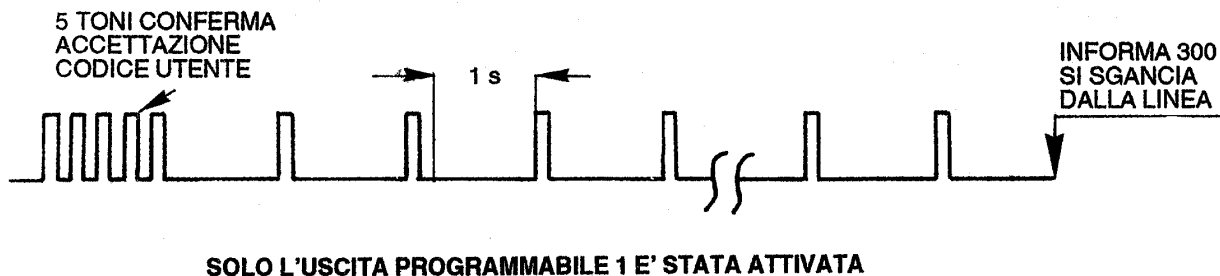 5 TONI CONFERMA
ACCETTAZIONE
CODICE UTENTE
1 s
INFORMA 300
SI SGANCIA
DALLA LINEA
SOLO L'USCITA PROGRAMMABILE 1 E' STATA ATTIVATA